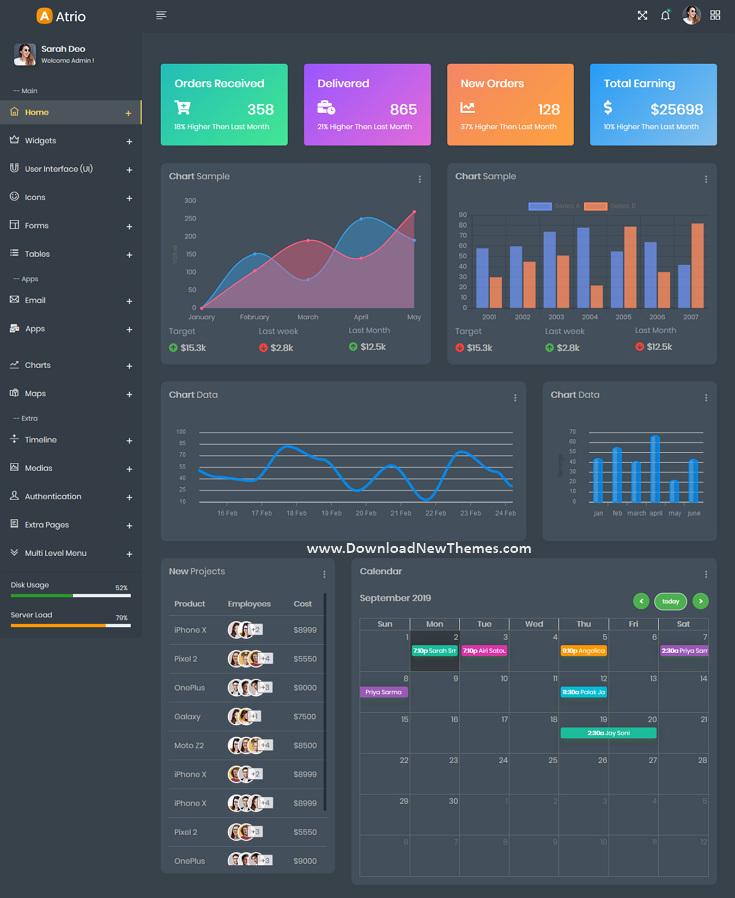 Atrio
Sarah Deo
Welcome Admin !
Main
Home +
Widgets +
User Interface (UI) +
Icons +
Forms +
Tables +
Apps
Email +
Apps +
Charts +
Maps +
Extra
Timeline +
Medias +
Authentication +
Extra Pages +
Multi Level Menu +
Disk Usage 52%
Server Load 79%
Orders Received
358
18% Higher Then Last Month
Delivered
865
21% Higher Then Last Month
New Orders
128
37% Higher Then Last Month
Total Earning
$25698
10% Higher Then Last Month
Chart Sample
Value
300
250
200
150
100
50
0
January February March April May
Target Last week Last Month
$15.3k $2.8k $12.5k
Chart Sample
Series A Series B
90
80
70
60
50
40
30
20
10
0
2001 2002 2003 2004 2005 2006 2007
Target Last week Last Month
$15.3k $2.8k $12.5k
Chart Data
100
85
70
55
40
25
10
16 Feb 17 Feb 18 Feb 19 Feb 20 Feb 21 Feb 22 Feb 23 Feb 24 Feb
Chart Data
70
60
50
40
30
20
10
0
jan feb march april may june
www.DownloadNewThemes.com
New Projects
Product Employees Cost
iPhone X +2 $8999
Pixel 2 +4 $5550
OnePlus +3 $9000
Galaxy +1 $7500
Moto Z2 +4 $8500
iPhone X +2 $8999
iPhone X +4 $8999
Pixel 2 +3 $5550
OnePlus +3 $9000
Calendar
September 2019
< today >
Sun Mon Tue Wed Thu Fri Sat
1 2 3 4 5 6 7
7:10p Sarah Sm 7:10p Airi Satou 9:10p Angelica 2:30a Priya Sarm
8 9 10 11 12 13 14
Priya Sarma 11:30a Palak Ja
15 16 17 18 19 20 21
2:30a Jay Soni
22 23 24 25 26 27 28
29 30 1 2 3 4 5
6 7 8 9 10 11 12